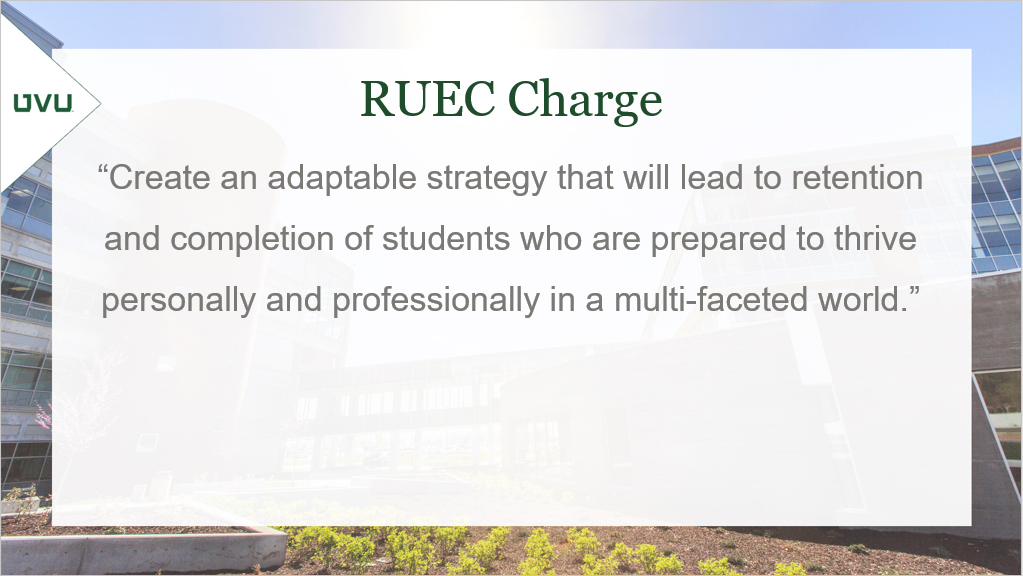 UVU
RUEC Charge
“Create an adaptable strategy that will lead to retention
and completion of students who are prepared to thrive
personally and professionally in a multi-faceted world.”